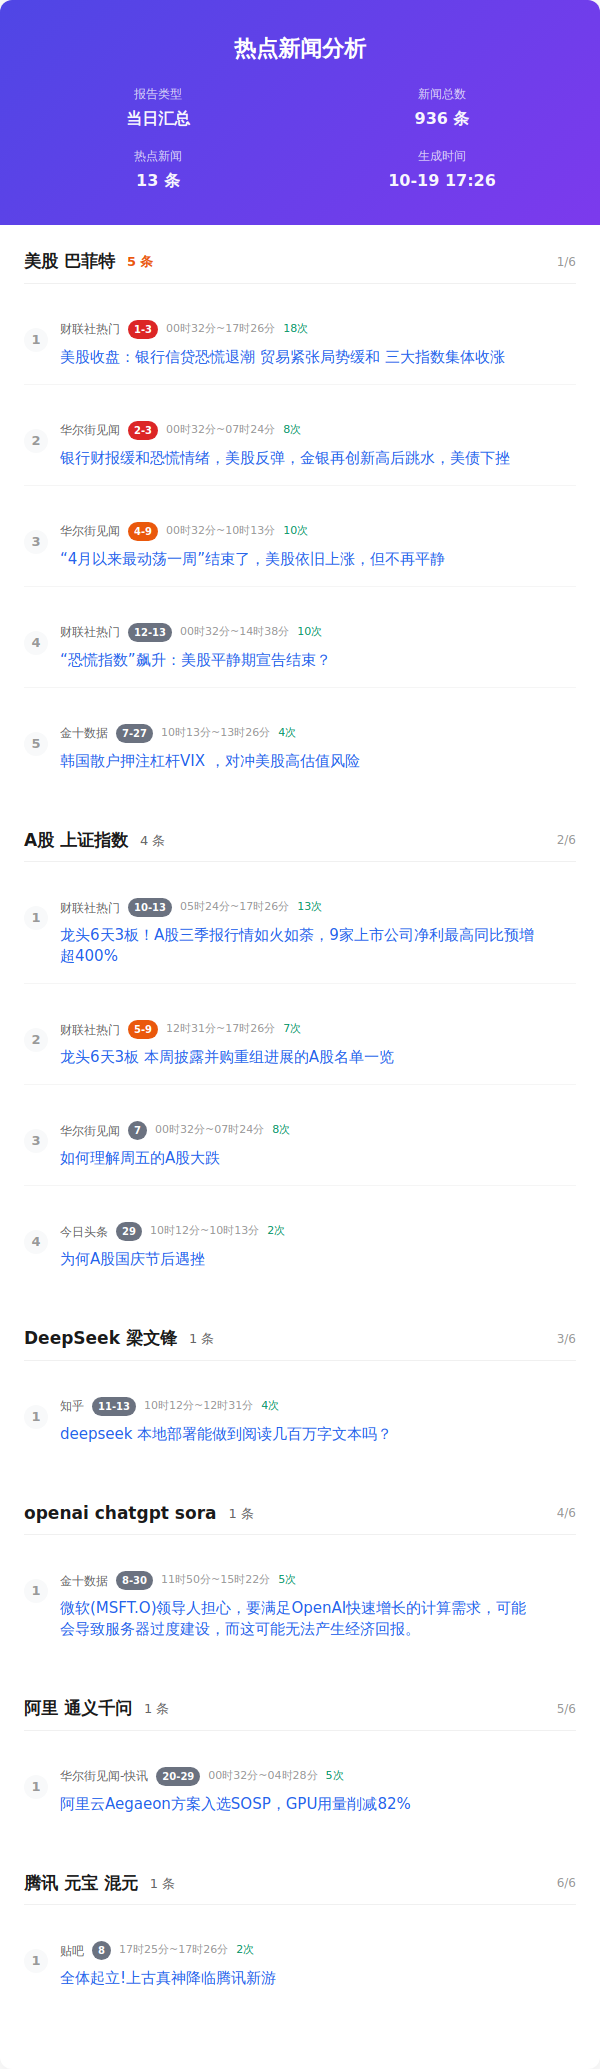 热点新闻分析
报告类型
新闻总数
当日汇总
936 条
热点新闻
生成时间
13 条
10-19 17:26
美股 巴菲特 5 条 1/6
1
财联社热门 1-3 00时32分~17时26分 18次
美股收盘：银行信贷恐慌退潮 贸易紧张局势缓和 三大指数集体收涨
2
华尔街见闻 2-3 00时32分~07时24分 8次
银行财报缓和恐慌情绪，美股反弹，金银再创新高后跳水，美债下挫
3
华尔街见闻 4-9 00时32分~10时13分 10次
“4月以来最动荡一周”结束了，美股依旧上涨，但不再平静
4
财联社热门 12-13 00时32分~14时38分 10次
“恐慌指数”飙升：美股平静期宣告结束？
5
金十数据 7-27 10时13分~13时26分 4次
韩国散户押注杠杆VIX ，对冲美股高估值风险
A股 上证指数 4 条 2/6
1
财联社热门 10-13 05时24分~17时26分 13次
龙头6天3板！A股三季报行情如火如荼，9家上市公司净利最高同比预增
超400%
2
财联社热门 5-9 12时31分~17时26分 7次
龙头6天3板 本周披露并购重组进展的A股名单一览
3
华尔街见闻 7 00时32分~07时24分 8次
如何理解周五的A股大跌
4
今日头条 29 10时12分~10时13分 2次
为何A股国庆节后遇挫
DeepSeek 梁文锋 1 条 3/6
1
知乎 11-13 10时12分~12时31分 4次
deepseek 本地部署能做到阅读几百万字文本吗？
openai chatgpt sora 1 条 4/6
1
金十数据 8-30 11时50分~15时22分 5次
微软(MSFT.O)领导人担心，要满足OpenAI快速增长的计算需求，可能
会导致服务器过度建设，而这可能无法产生经济回报。
阿里 通义千问 1 条 5/6
1
华尔街见闻-快讯 20-29 00时32分~04时28分 5次
阿里云Aegaeon方案入选SOSP，GPU用量削减82%
腾讯 元宝 混元 1 条 6/6
1
贴吧 8 17时25分~17时26分 2次
全体起立!上古真神降临腾讯新游